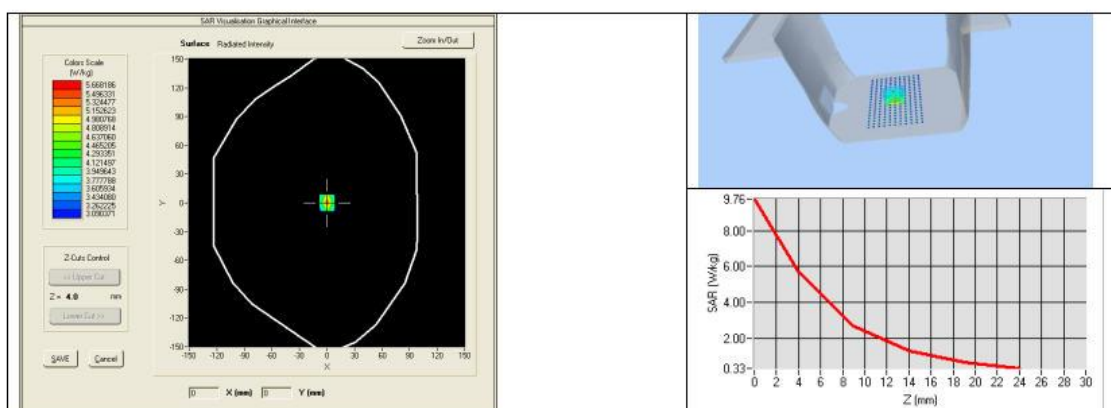 SAR Visualisation Graphical Interface
Surface Radiated Intensity
Zoom In/Out
Colors Scale
(W/kg)
5.668186
5.496331
5.324477
5.152623
4.980768
4.808914
4.637060
4.465205
4.293351
4.121497
3.949643
3.777788
3.605934
3.434080
3.262225
3.090371
Z-Cuts Control
<< Upper Cut
Z = 4.0 mm
Lower Cut >>
SAVE Cancel
150
120
90
60
30
0
-30
-60
-90
-120
-150
Y
-150 -120 -90 -60 -30 0 30 60 90 120 150
X
0 X (mm) 0 Y (mm)
9.76
8.00
6.00
4.00
2.00
0.33
SAR (W/kg)
0 2 4 6 8 10 12 14 16 18 20 22 24 26 28 30
Z (mm)